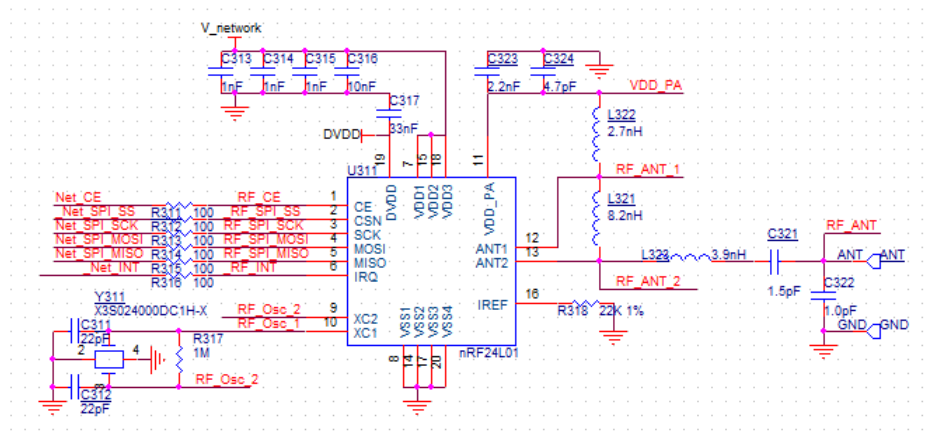 V_network
C313 C314 C315 C316
1nF 1nF 1nF 10nF
C317
33nF
DVDD
C323 C324
2.2nF 4.7pF
VDD_PA
L322
2.7nH
RF_ANT_1
L321
8.2nH
RF_ANT
L323 3.9nH
C321
1.5pF
ANT ANT
C322
1.0pF
GND GND
RF_ANT_2
R318 22K 1%
U311
19 7 15 18 11
DVDD VDD1 VDD2 VDD3 VDD_PA
Net_CE RF_CE 1 CE
R311 100
Net_SPI_SS RF_SPI_SS 2 CSN
R312 100
Net_SPI_SCK RF_SPI_SCK 3 SCK
R313 100
Net_SPI_MOSI RF_SPI_MOSI 4 MOSI
R314 100
Net_SPI_MISO RF_SPI_MISO 5 MISO
R315 100
Net_INT RF_INT 6 IRQ
R316 100
ANT1 12
ANT2 13
IREF 16
RF_Osc_2 9 XC2
RF_Osc_1 10 XC1
VSS1 VSS2 VSS3 VSS4
8 14 17 20
nRF24L01
Y311
X3S024000DC1H-X
C311
22pF
2 4
3
R317
1M
RF_Osc_2
C312
22pF